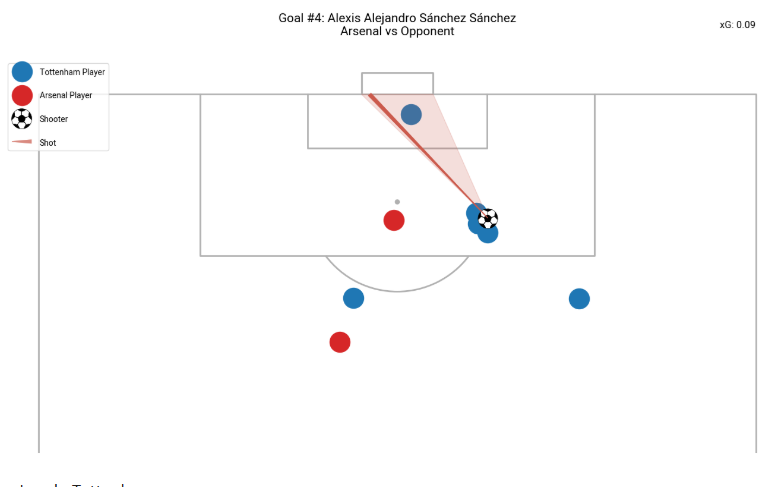 Goal #4: Alexis Alejandro Sánchez Sánchez
Arsenal vs Opponent
xG: 0.09
Tottenham Player
Arsenal Player
Shooter
Shot